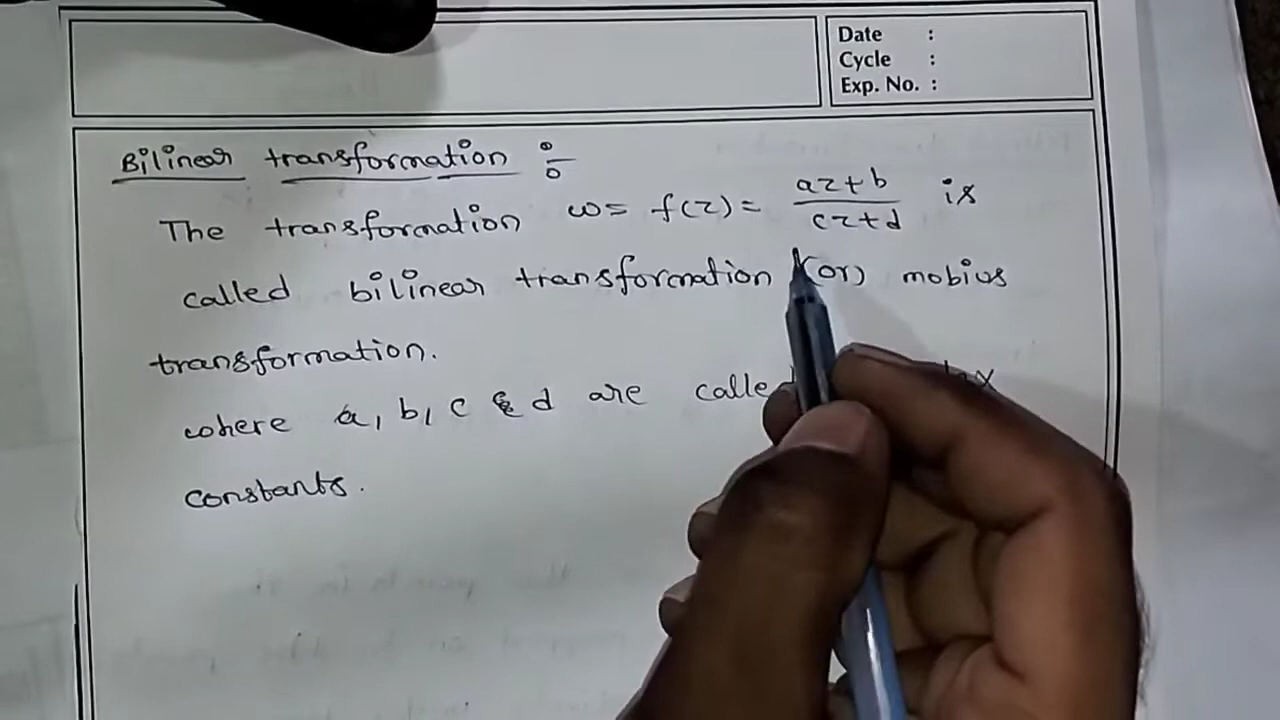 Date :
Cycle :
Exp. No. :
Bilinear transformation :-
The transformation w = f(z) = az+b / cz+d is
called bilinear transformation (or) mobius
transformation.
where a, b, c & d are called
constants.